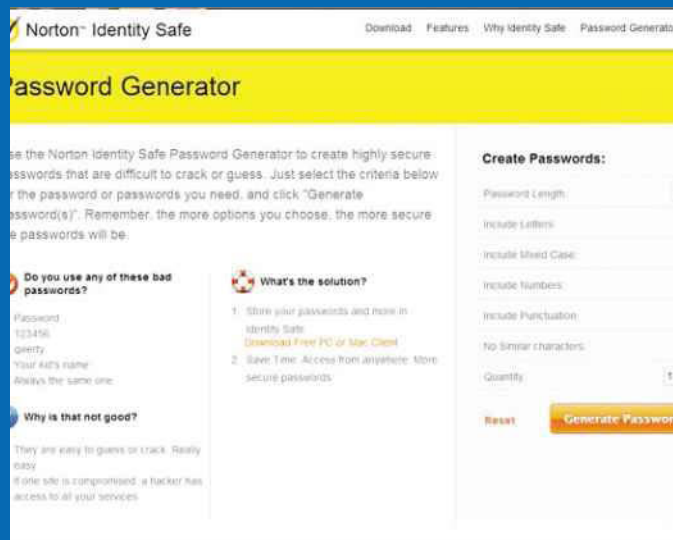 Norton™ Identity Safe
Download Features Why Identity Safe Password Generato
assword Generator
se the Norton Identity Safe Password Generator to create highly secure
sswords that are difficult to crack or guess. Just select the criteria below
r the password or passwords you need, and click "Generate
assword(s)". Remember, the more options you choose, the more secure
e passwords will be.
Do you use any of these bad
passwords?
Password
123456
qwerty
Your kid's name
Always the same one
Why is that not good?
They are easy to guess or crack. Really
easy
If one site is compromised, a hacker has
access to all your services
What's the solution?
1. Store your passwords and more in
Identity Safe
Download Free PC or Mac Client
2. Save Time. Access from anywhere. More
secure passwords
Create Passwords:
Password Length:
Include Letters:
Include Mixed Case:
Include Numbers:
Include Punctuation:
No Similar characters:
Quantity: 1
Reset Generate Passwor